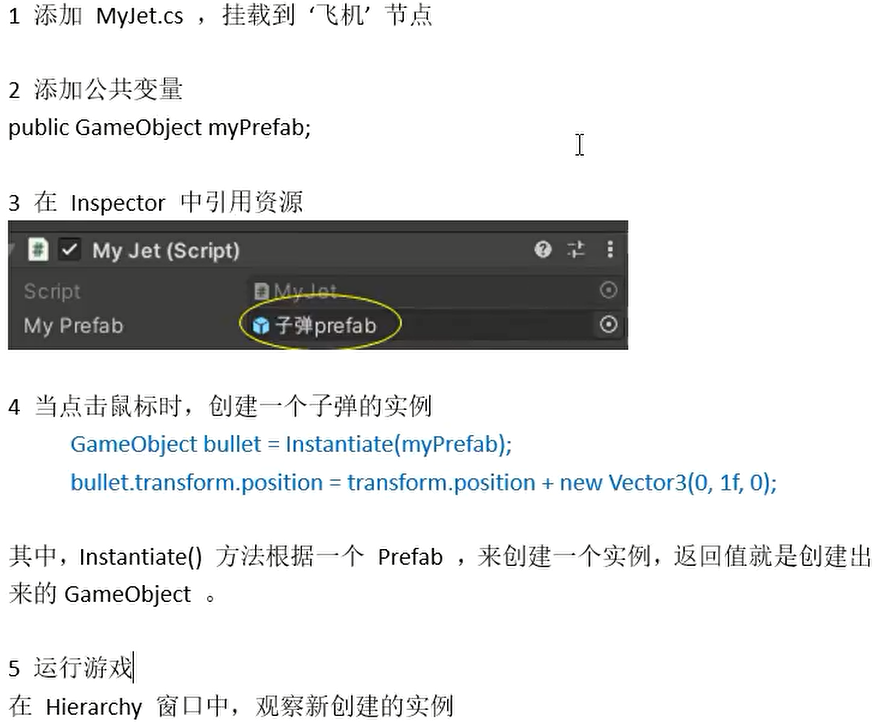 1 添加 MyJet.cs ，挂载到 ‘飞机’ 节点
2 添加公共变量
public GameObject myPrefab;
3 在 Inspector 中引用资源
My Jet (Script)
Script MyJet
My Prefab 子弹prefab
4 当点击鼠标时，创建一个子弹的实例
GameObject bullet = Instantiate(myPrefab);
bullet.transform.position = transform.position + new Vector3(0, 1f, 0);
其中，Instantiate() 方法根据一个 Prefab ，来创建一个实例，返回值就是创建出
来的 GameObject 。
5 运行游戏
在 Hierarchy 窗口中，观察新创建的实例